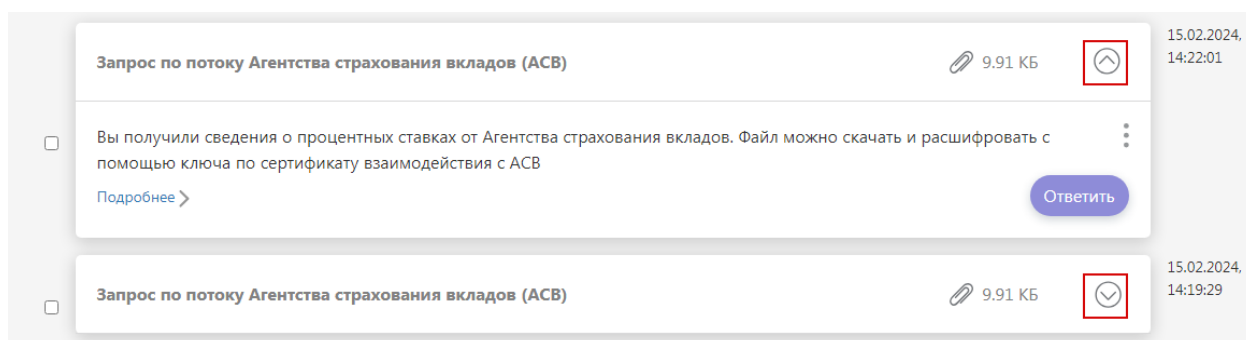 15.02.2024,
14:22:01
Запрос по потоку Агентства страхования вкладов (АСВ) 9.91 КБ
Вы получили сведения о процентных ставках от Агентства страхования вкладов. Файл можно скачать и расшифровать с
помощью ключа по сертификату взаимодействия с АСВ
Подробнее
Ответить
15.02.2024,
14:19:29
Запрос по потоку Агентства страхования вкладов (АСВ) 9.91 КБ